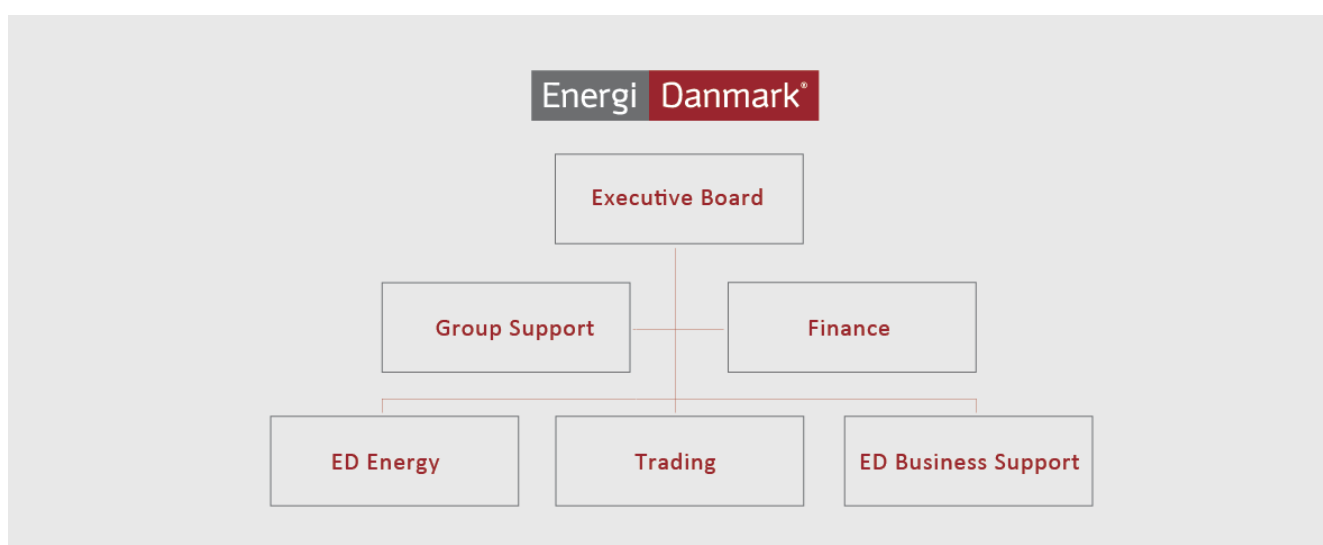 Energi Danmark®
Executive Board
Group Support
Finance
ED Energy
Trading
ED Business Support